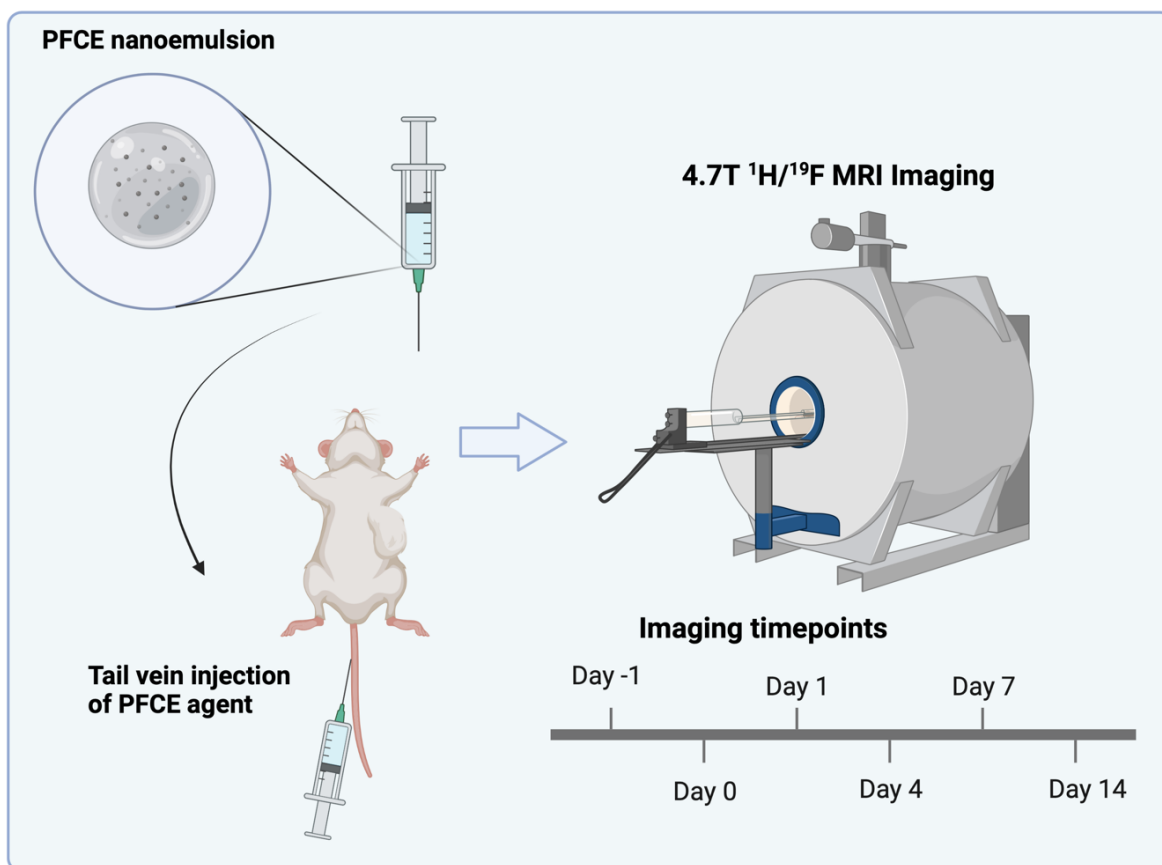 PFCE nanoemulsion
4.7T ¹H/¹⁹F MRI Imaging
Tail vein injection
of PFCE agent
Imaging timepoints
Day -1
Day 1
Day 7
Day 0
Day 4
Day 14